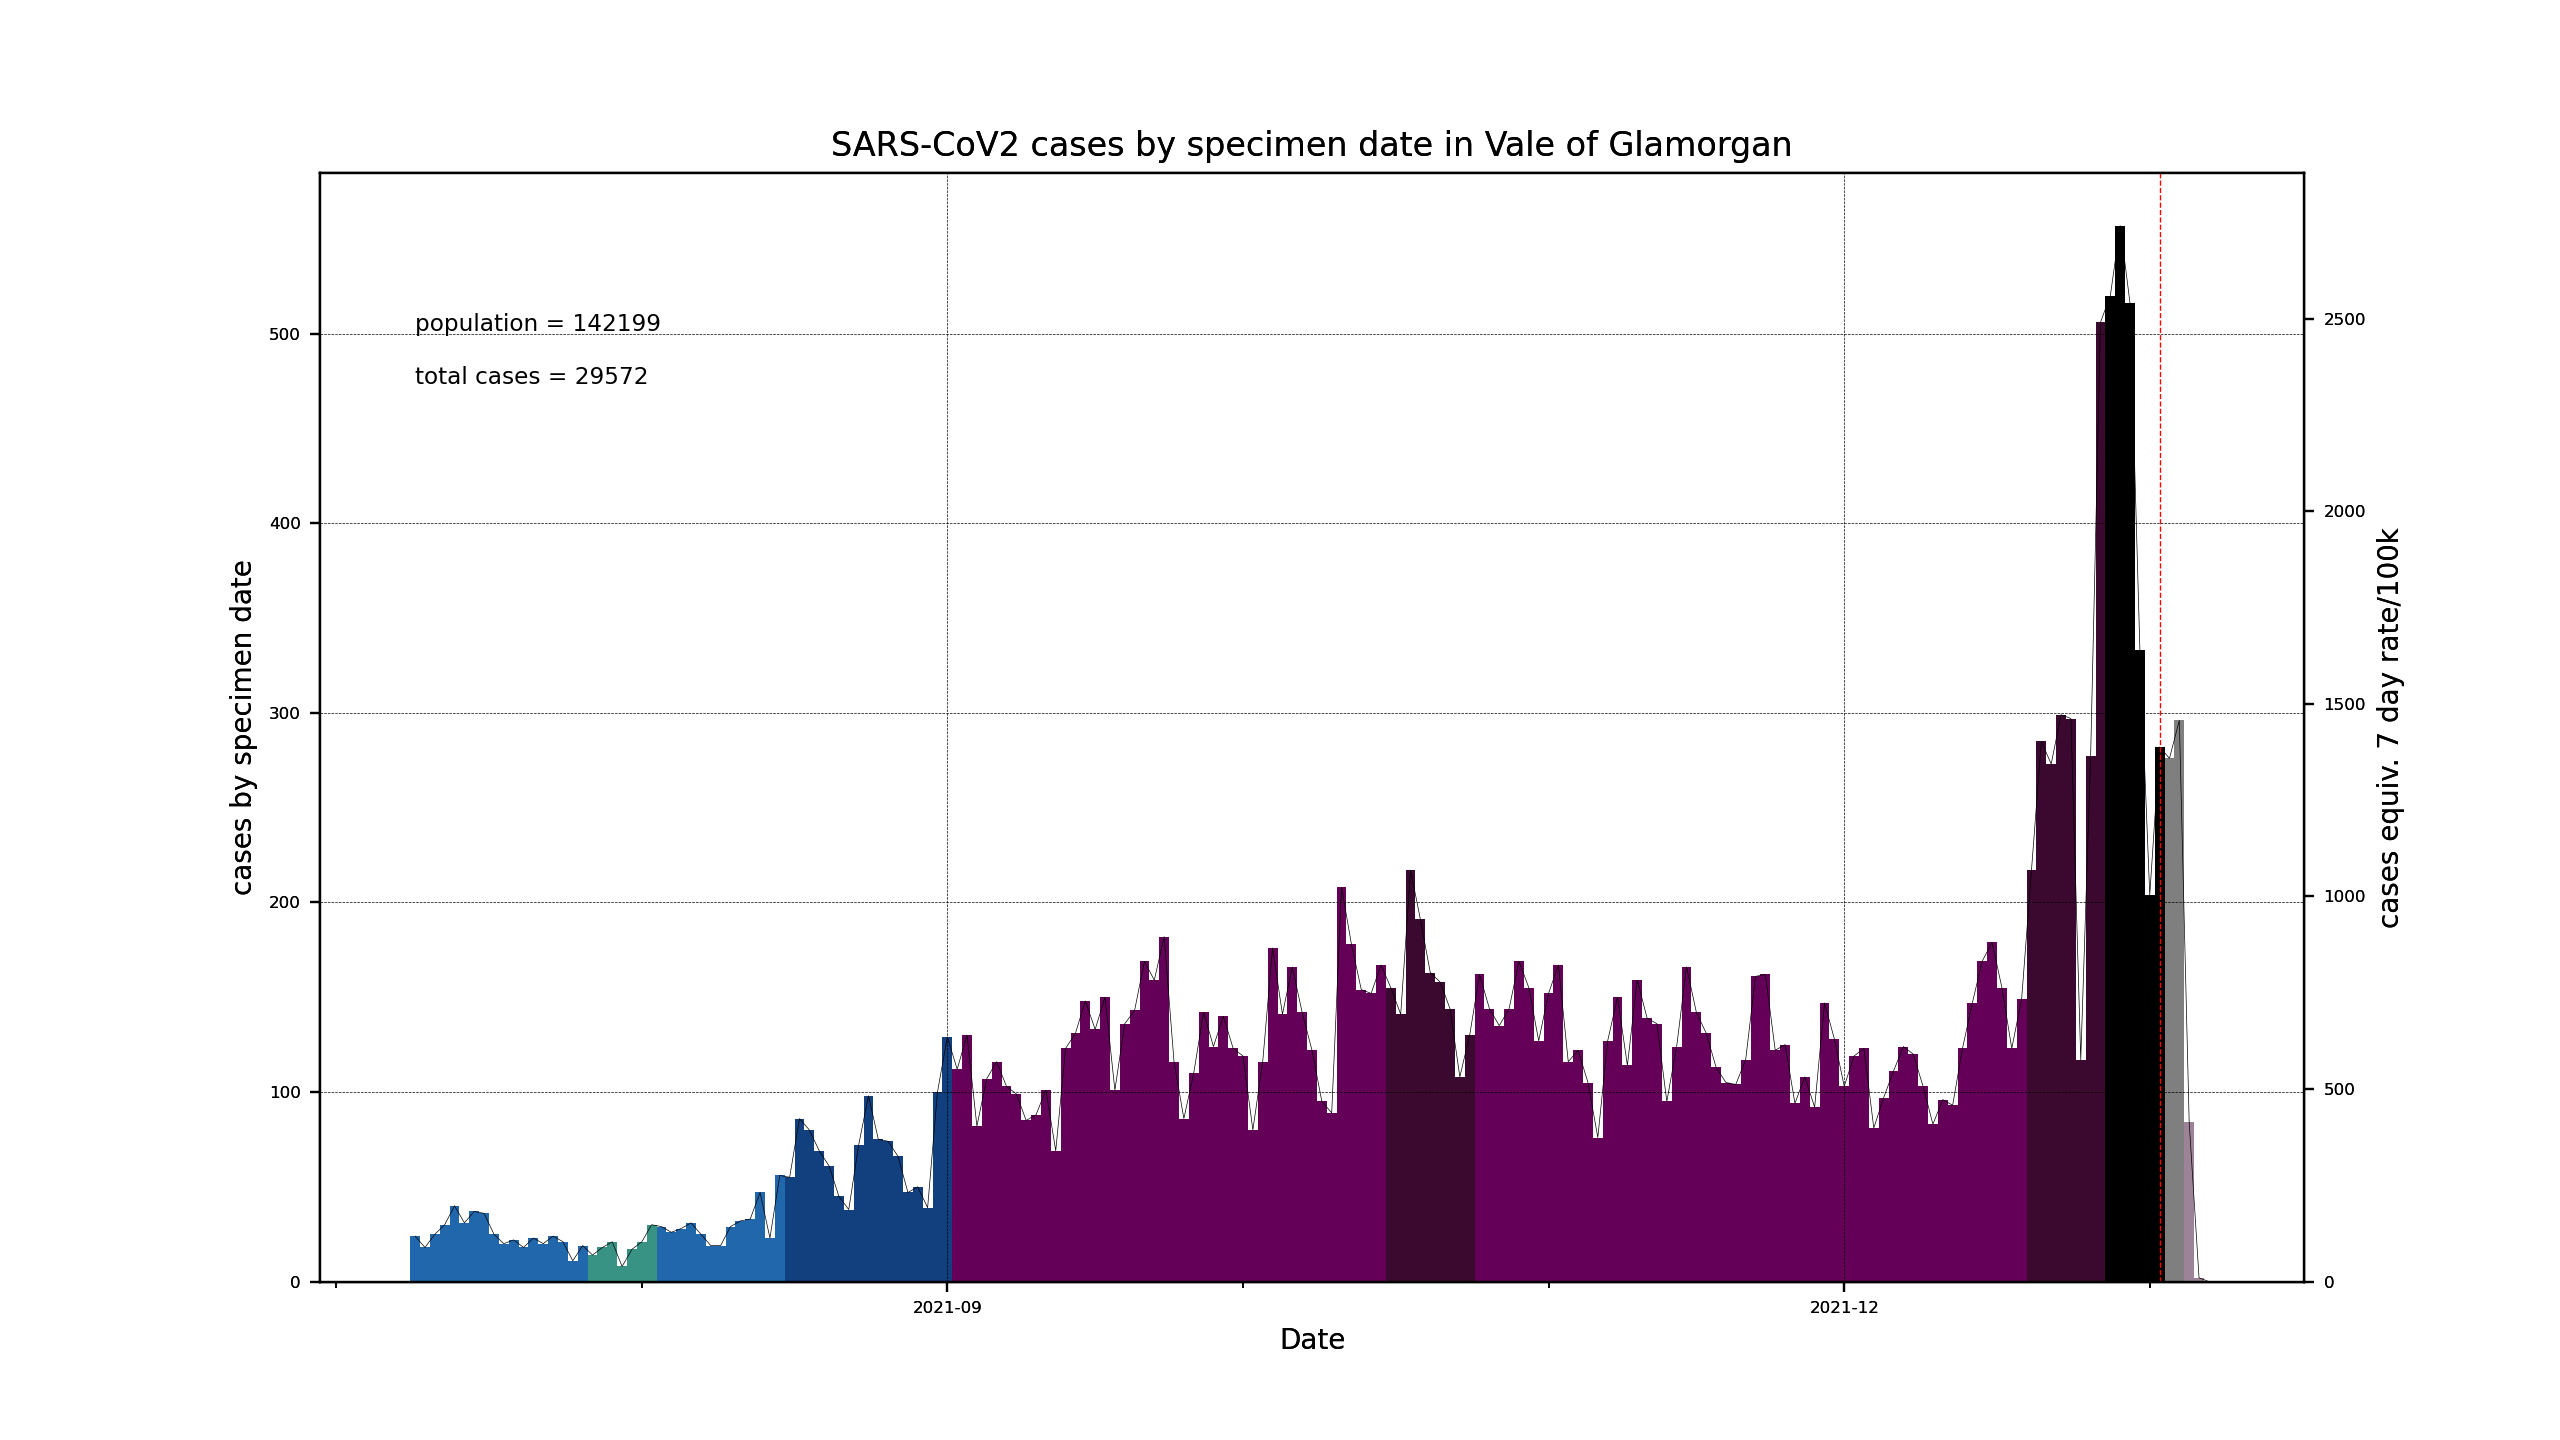 SARS-CoV2 cases by specimen date in Vale of Glamorgan
population = 142199
total cases = 29572
cases by specimen date
500
400
300
200
100
0
2500
2000
1500
1000
500
0
cases equiv. 7 day rate/100k
2021-09
2021-12
Date